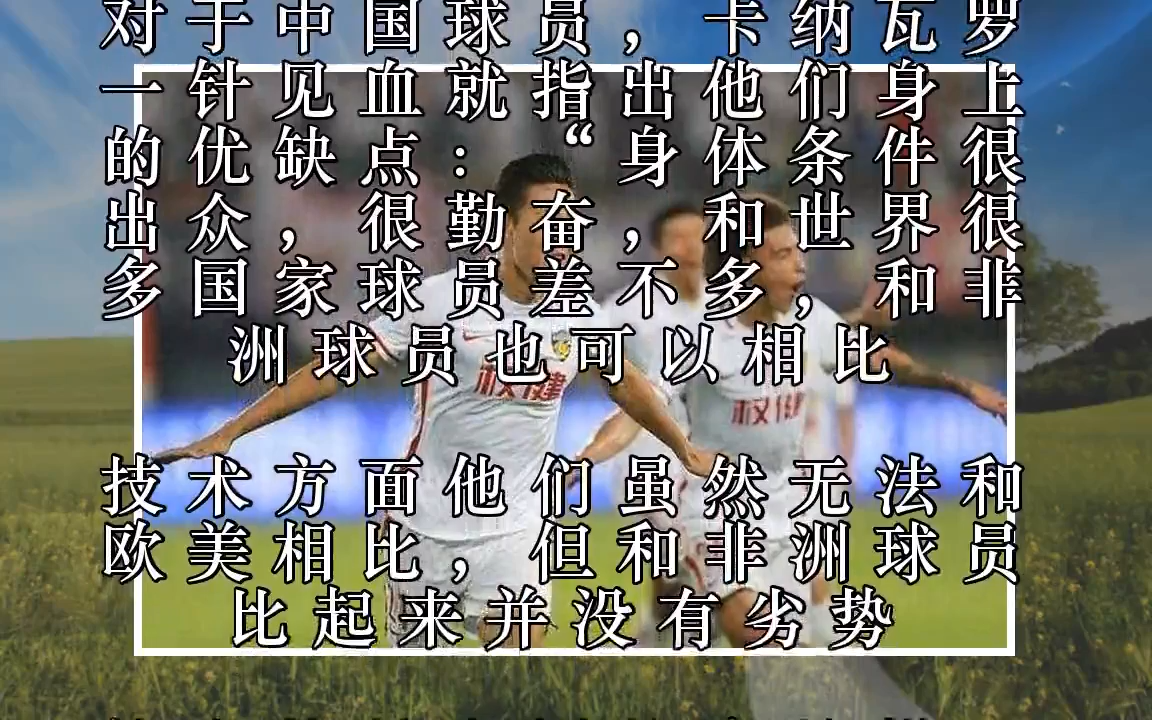 对于中国球员，卡纳瓦罗
一针见血就指出他们身上
的优缺点：“身体条件很
出众，很勤奋，和世界很
多国家球员差不多，和非
洲球员也可以相比
权健
权健
技术方面他们虽然无法和
欧美相比，但和非洲球员
比起来并没有劣势